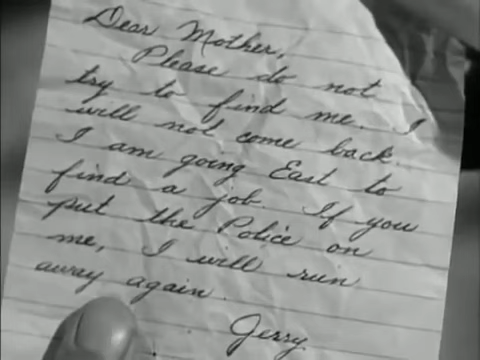 Dear Mother,
Please do not
try to find me. I
will not come back.
I am going East to
find a job. If you
put the Police on
me, I will run
away again.
Jerry.